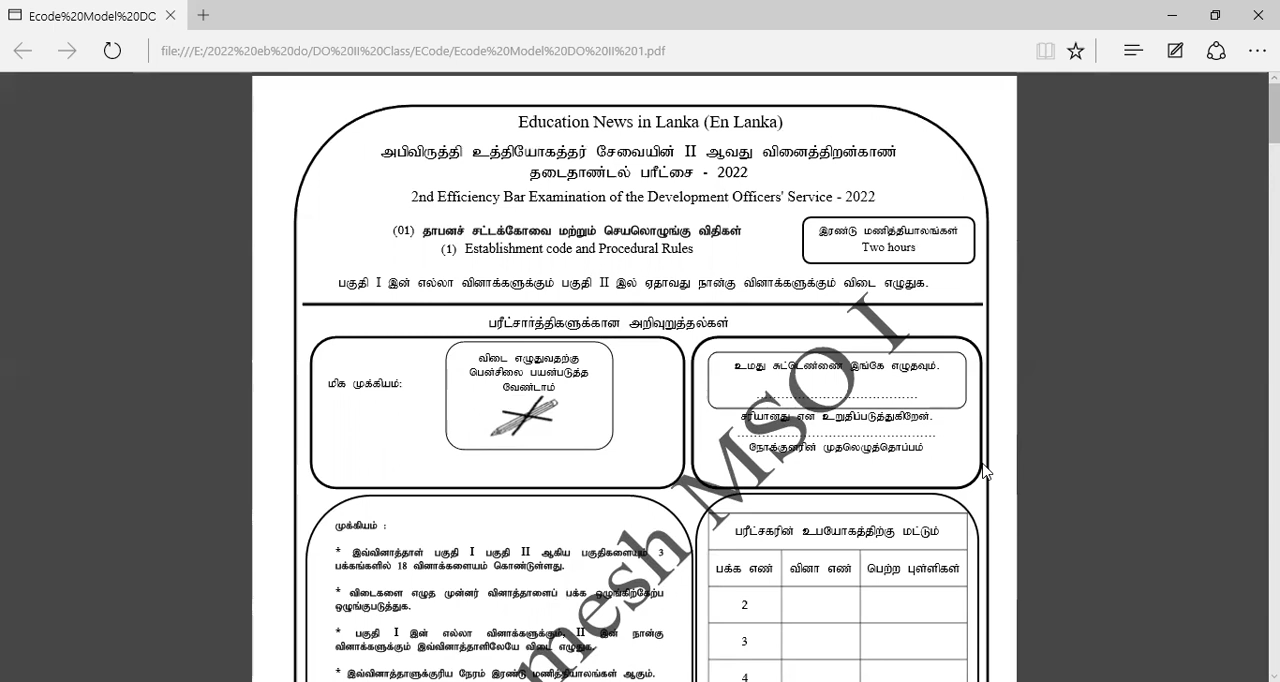 Ecode%20Model%20DO
file:///E:/2022%20eb%20do/DO%20II%20Class/ECode/Ecode%20Model%20DO%20II%201.pdf
Education News in Lanka (En Lanka)
அபிவிருத்தி உத்தியோகத்தர் சேவையின் II ஆவது வினைத்திறன்காண்
தடைதாண்டல் பரீட்சை - 2022
2nd Efficiency Bar Examination of the Development Officers' Service - 2022
(01) தாபனச் சட்டக்கோவை மற்றும் செயலொழுங்கு விதிகள்
(1) Establishment code and Procedural Rules
இரண்டு மணித்தியாலங்கள்
Two hours
பகுதி I இன் எல்லா வினாக்களுக்கும் பகுதி II இல் ஏதாவது நான்கு வினாக்களுக்கும் விடை எழுதுக.
பரீட்சார்த்திகளுக்கான அறிவுறுத்தல்கள்
மிக முக்கியம்:
விடை எழுதுவதற்கு
பென்சிலை பயன்படுத்த
வேண்டாம்
உமது சுட்டெண்ணை இங்கே எழுதவும்.
சரியானது என உறுதிப்படுத்துகிறேன்.
நோக்குனரின் முதலெழுத்தொப்பம்
முக்கியம் :
* இவ்வினாத்தாள் பகுதி I பகுதி II ஆகிய பகுதிகளையும் 3
பக்கங்களில் 18 வினாக்களையம் கொண்டுள்ளது.
* விடைகளை எழுத முன்னர் வினாத்தாளைப் பக்க ஒழுங்கிற்கேற்ப
ஒழுங்குபடுத்துக.
* பகுதி I இன் எல்லா வினாக்களுக்கும், II இன் நான்கு
வினாக்களுக்கும் இவ்வினாத்தாளிலேயே விடை எழுதுக.
* இவ்வினாத்தாளுக்குரிய நேரம் இரண்டு மணித்தியாலங்கள் ஆகும்.
பரீட்சகரின் உபயோகத்திற்கு மட்டும்
பக்க எண் வினா எண் பெற்ற புள்ளிகள்
2
3
4
mesh MSO I